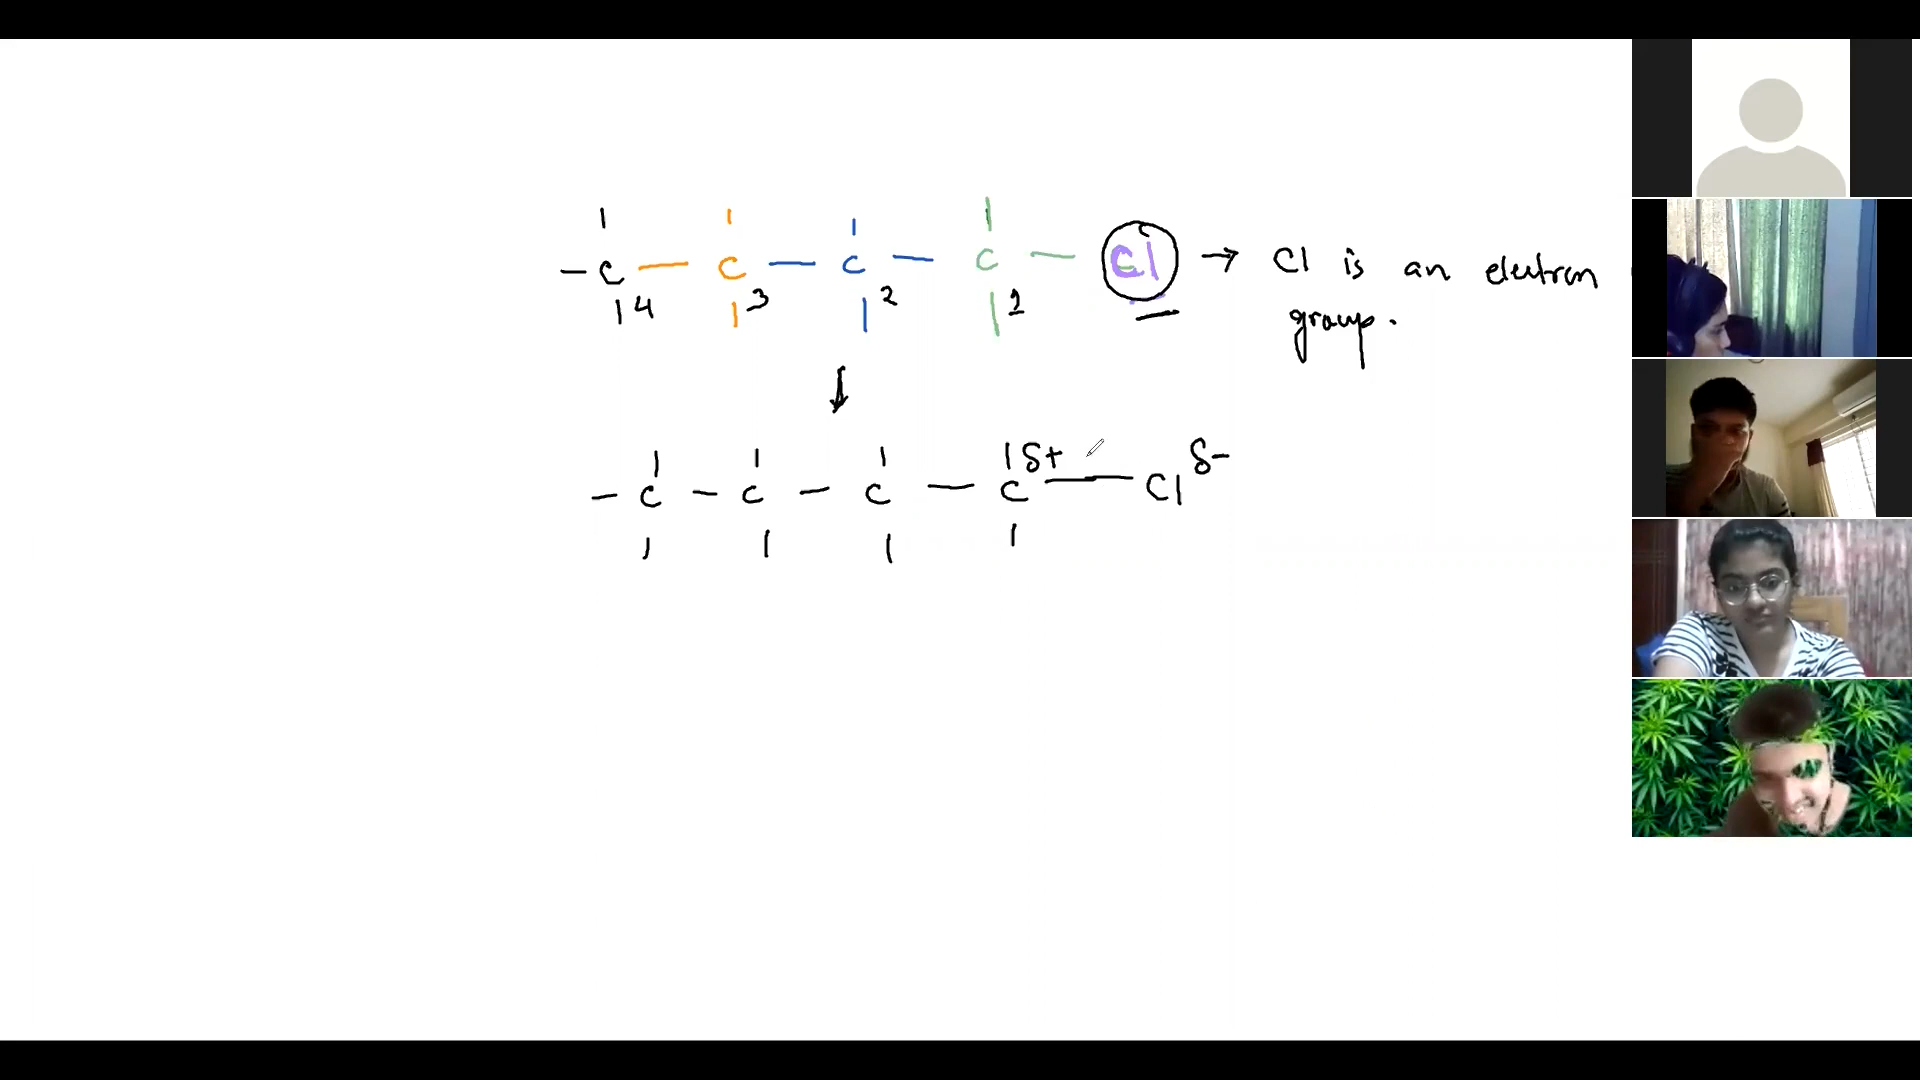 - C - C - C - C - Cl → Cl is an electron
4 3 2 1
group.
- C - C - C - C δ+ - Cl δ-